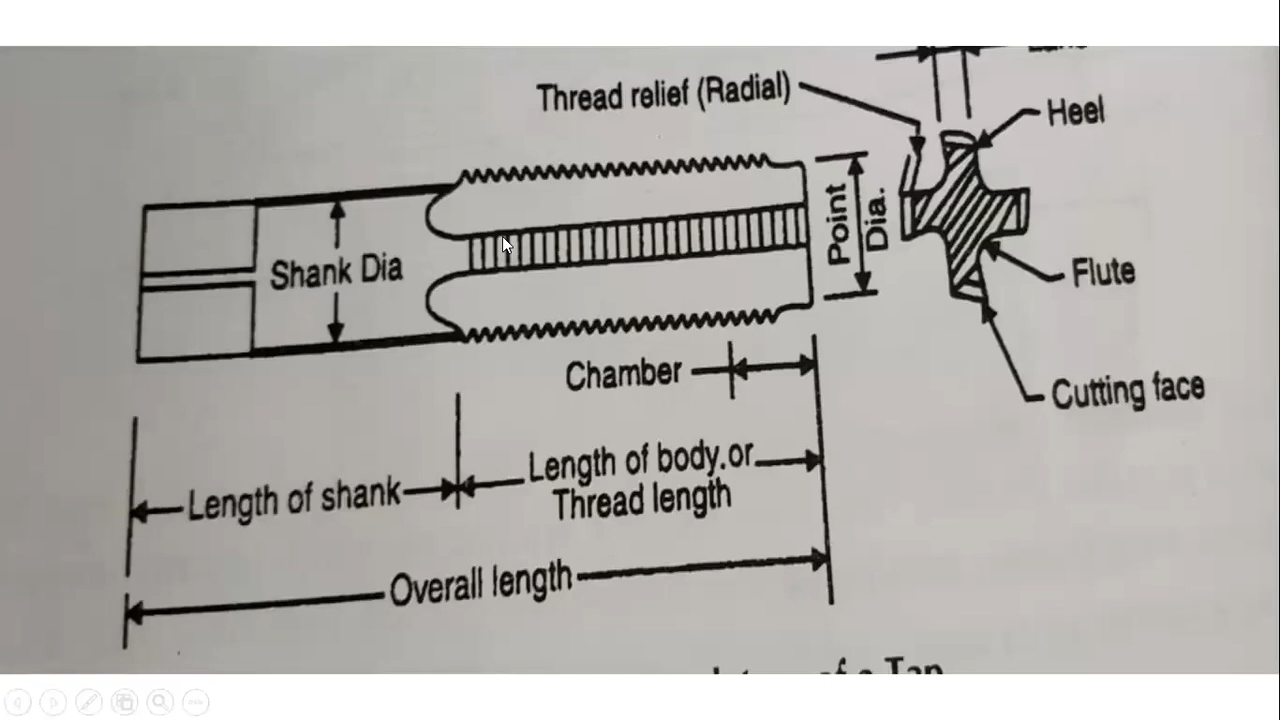 Thread relief (Radial)
Heel
Point
Dia.
Shank Dia
Flute
Chamber
Cutting face
Length of body.or
Thread length
Length of shank
Overall length